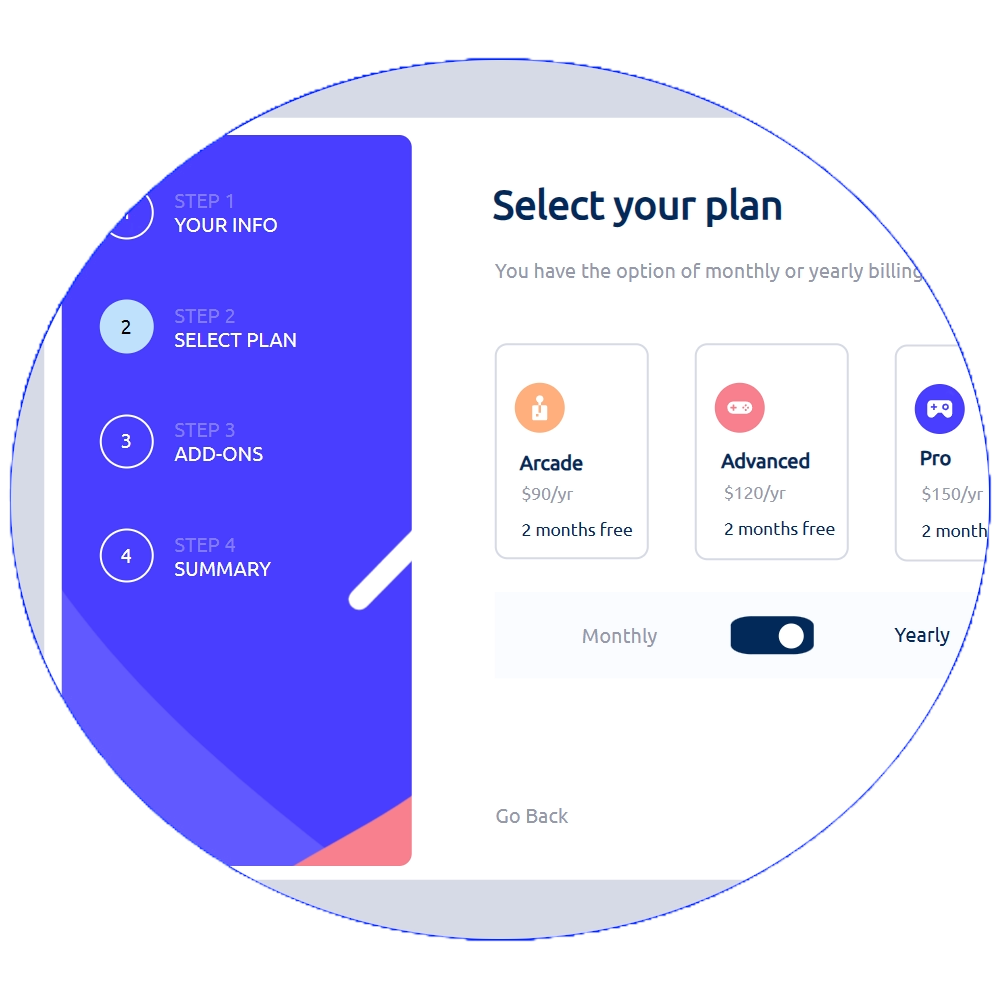 STEP 1
YOUR INFO
2
STEP 2
SELECT PLAN
3
STEP 3
ADD-ONS
4
STEP 4
SUMMARY
Select your plan
You have the option of monthly or yearly billing
Arcade
$90/yr
2 months free
Advanced
$120/yr
2 months free
Pro
$150/yr
2 month
Monthly
Yearly
Go Back